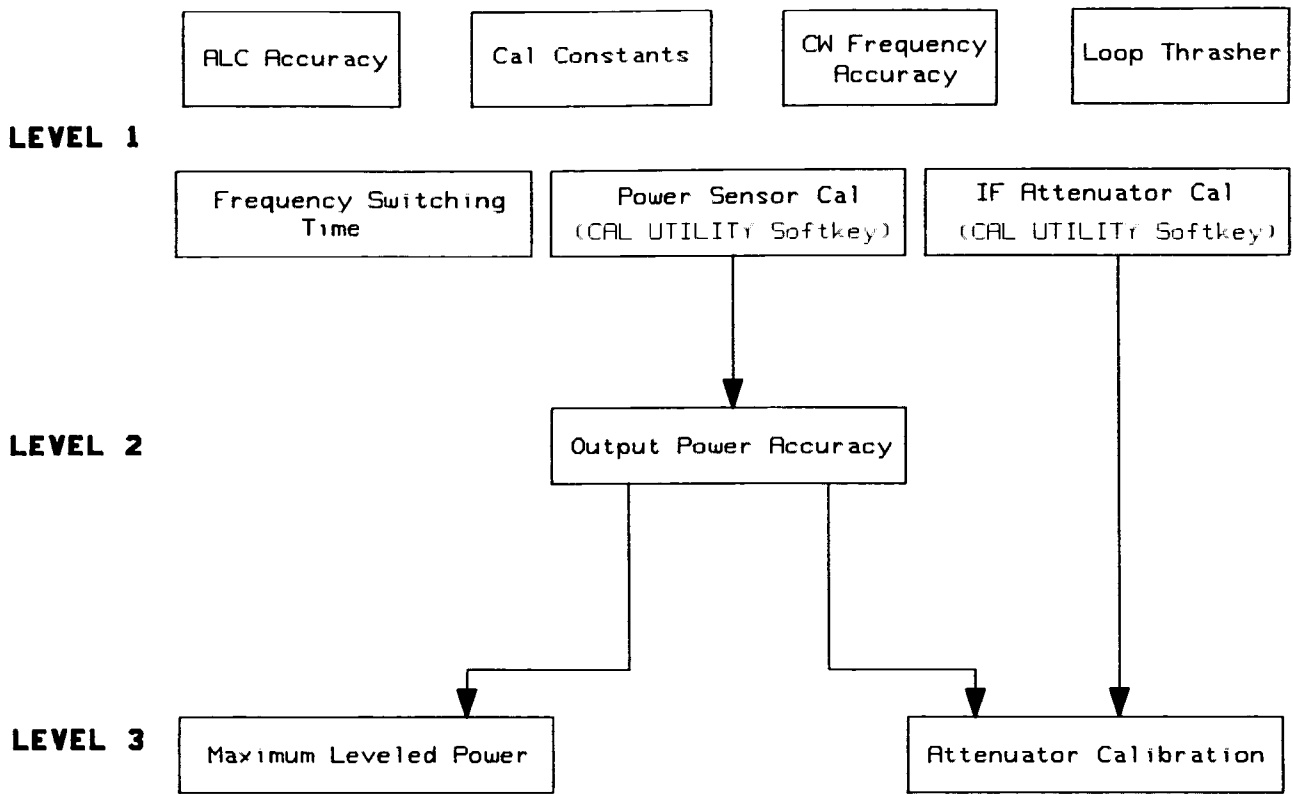 ALC Accuracy
Cal Constants
CW Frequency
Accuracy
Loop Thrasher
LEVEL 1
Frequency Switching
Time
Power Sensor Cal
(CAL UTILITY Softkey)
IF Attenuator Cal
(CAL UTILITY Softkey)
LEVEL 2
Output Power Accuracy
LEVEL 3
Maximum Leveled Power
Attenuator Calibration